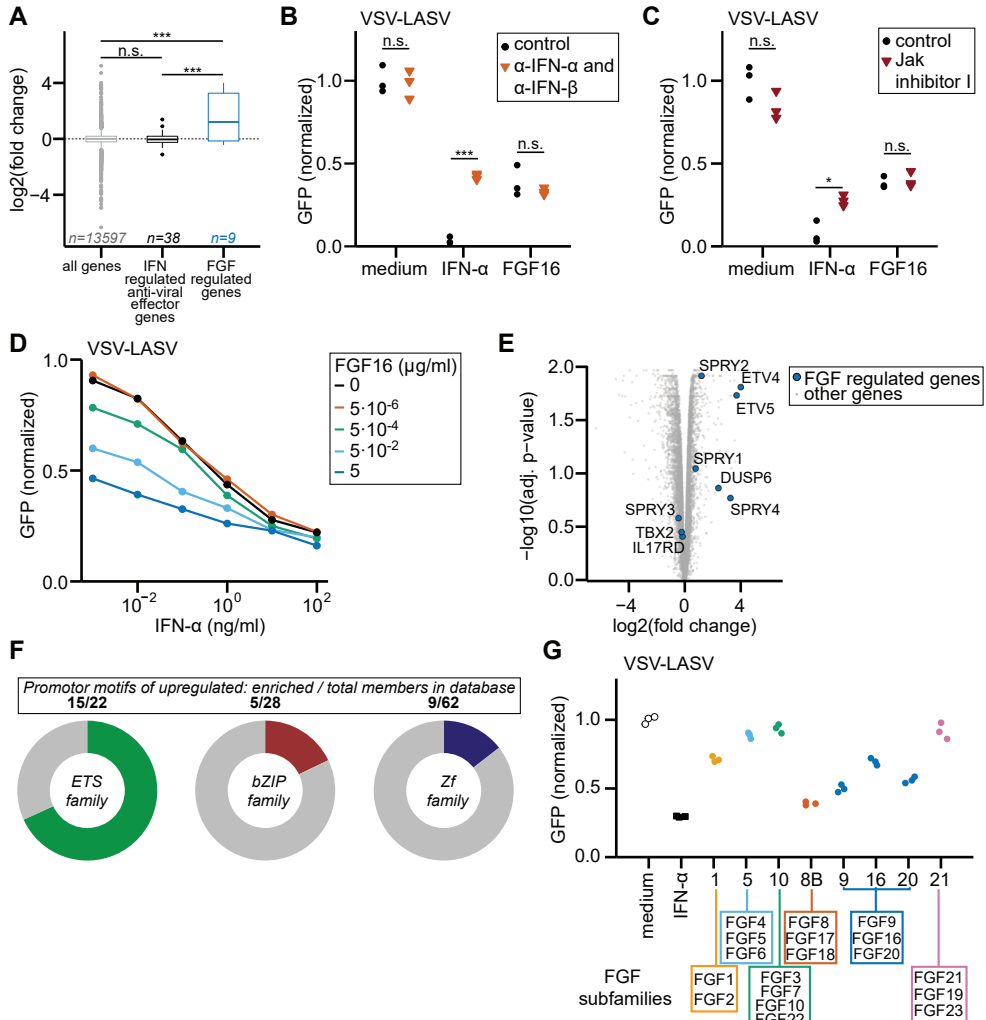 A
***
n.s.
***
log2(fold change)
4
0
−4
n=13597
n=38
n=9
all genes
IFN
regulated
anti-viral
effector
genes
FGF
regulated
genes
B
VSV-LASV
control
α-IFN-α and
α-IFN-β
n.s.
***
n.s.
GFP (normalized)
1.0
0.5
0.0
medium
IFN-α
FGF16
C
VSV-LASV
control
Jak
inhibitor I
n.s.
*
n.s.
GFP (normalized)
1.0
0.5
0.0
medium
IFN-α
FGF16
D
VSV-LASV
GFP (normalized)
1.0
0.5
0.0
10⁻²
10⁰
10²
IFN-α (ng/ml)
FGF16 (µg/ml)
0
5·10⁻⁶
5·10⁻⁴
5·10⁻²
5
E
−log10(adj. p−value)
2.0
1.5
1.0
0.5
0.0
−4
0
4
log2(fold change)
SPRY2
ETV4
ETV5
SPRY1
DUSP6
SPRY4
SPRY3
TBX2
IL17RD
FGF regulated genes
other genes
F
Promotor motifs of upregulated: enriched / total members in database
15/22
5/28
9/62
ETS
family
bZIP
family
Zf
family
G
VSV-LASV
GFP (normalized)
1.0
0.5
0.0
medium
IFN-α
1
5
10
8B
9
16
20
21
FGF
subfamilies
FGF1
FGF2
FGF4
FGF5
FGF6
FGF3
FGF7
FGF10
FGF22
FGF8
FGF17
FGF18
FGF9
FGF16
FGF20
FGF21
FGF19
FGF23